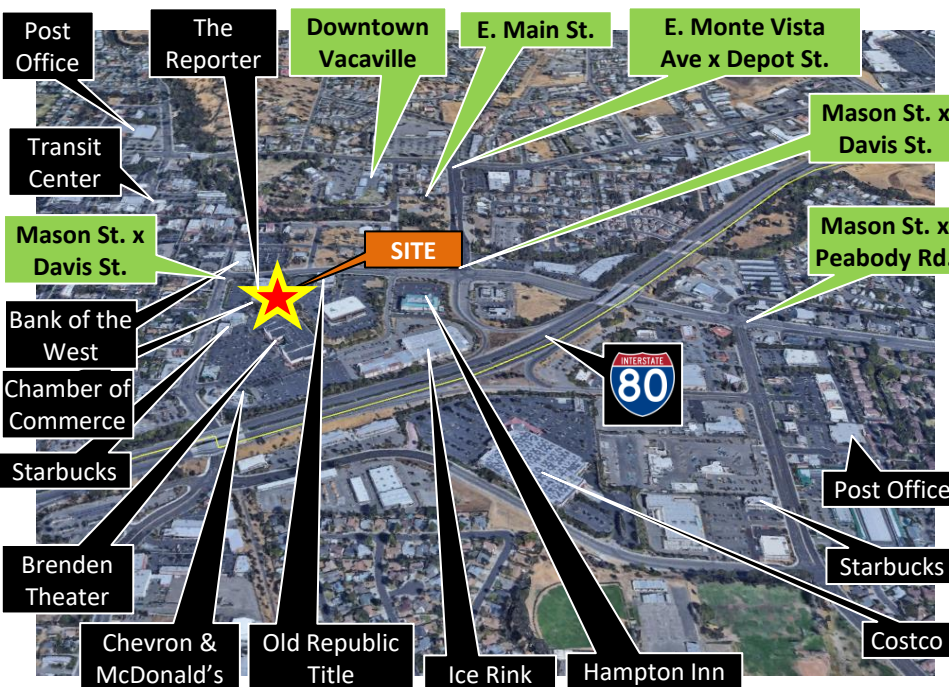 Post
Office
The
Reporter
Downtown
Vacaville
E. Main St.
E. Monte Vista
Ave x Depot St.
Transit
Center
Mason St. x
Davis St.
Mason St. x
Davis St.
SITE
Mason St. x
Peabody Rd.
Bank of the
West
INTERSTATE
80
Chamber of
Commerce
Starbucks
Post Office
Brenden
Theater
Starbucks
Chevron &
McDonald's
Old Republic
Title
Ice Rink
Hampton Inn
Costco